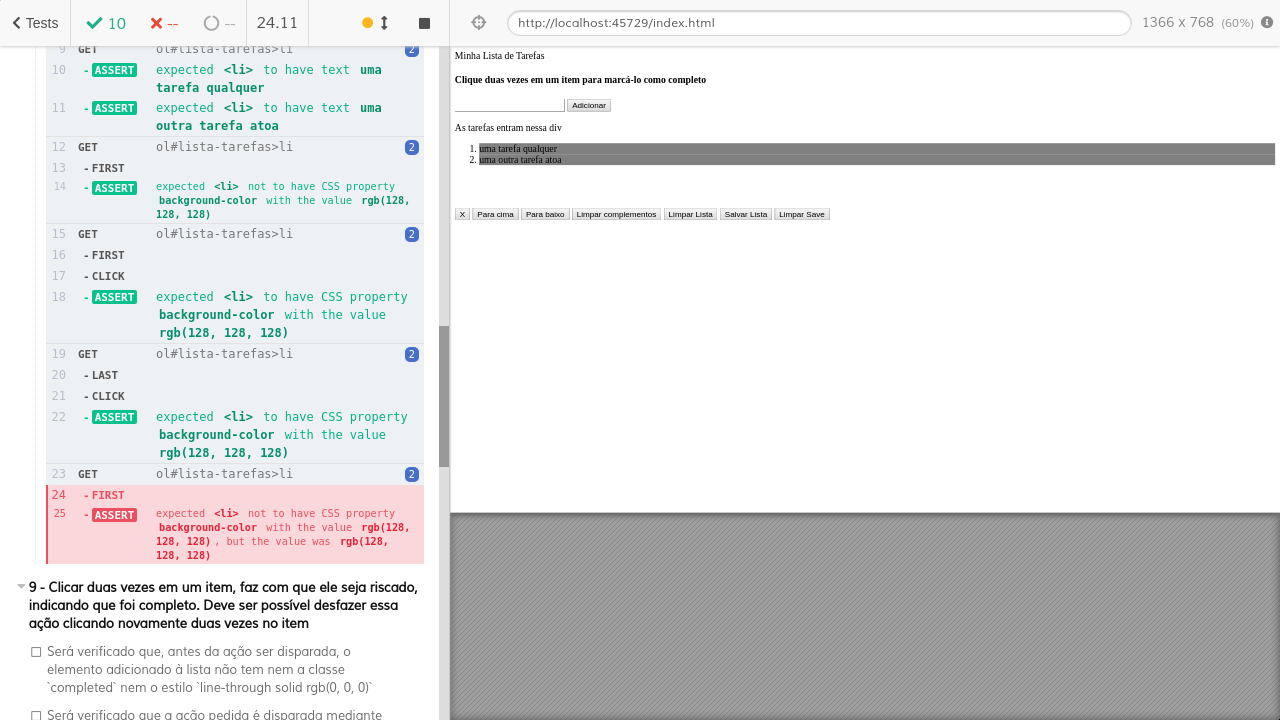 Tests
10
--
--
24.11
http://localhost:45729/index.html
1366 x 768 (60%)
9 GET ol#lista-tarefas>li 2
10 -ASSERT expected <li> to have text uma
tarefa qualquer
11 -ASSERT expected <li> to have text uma
outra tarefa atoa
12 GET ol#lista-tarefas>li 2
13 -FIRST
14 -ASSERT expected <li> not to have CSS property
background-color with the value rgb(128,
128, 128)
15 GET ol#lista-tarefas>li 2
16 -FIRST
17 -CLICK
18 -ASSERT expected <li> to have CSS property
background-color with the value
rgb(128, 128, 128)
19 GET ol#lista-tarefas>li 2
20 -LAST
21 -CLICK
22 -ASSERT expected <li> to have CSS property
background-color with the value
rgb(128, 128, 128)
23 GET ol#lista-tarefas>li 2
24 -FIRST
25 -ASSERT expected <li> not to have CSS property
background-color with the value rgb(128,
128, 128), but the value was rgb(128,
128, 128)
9 - Clicar duas vezes em um item, faz com que ele seja riscado,
indicando que foi completo. Deve ser possível desfazer essa
ação clicando novamente duas vezes no item
Será verificado que, antes da ação ser disparada, o
elemento adicionado à lista não tem nem a classe
`completed` nem o estilo `line-through solid rgb(0, 0, 0)`
Será verificado que a ação pedida é disparada mediante
Minha Lista de Tarefas
Clique duas vezes em um item para marcá-lo como completo
Adicionar
As tarefas entram nessa div
1. uma tarefa qualquer
2. uma outra tarefa atoa
X Para cima Para baixo Limpar complementos Limpar Lista Salvar Lista Limpar Save